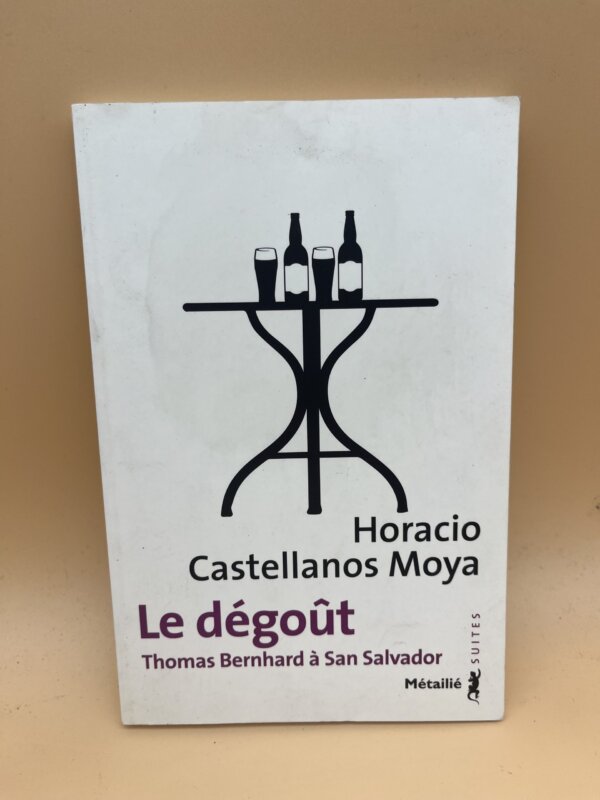 Horacio
Castellanos Moya
Le dégoût
Thomas Bernhard à San Salvador
Métailié
SUITES